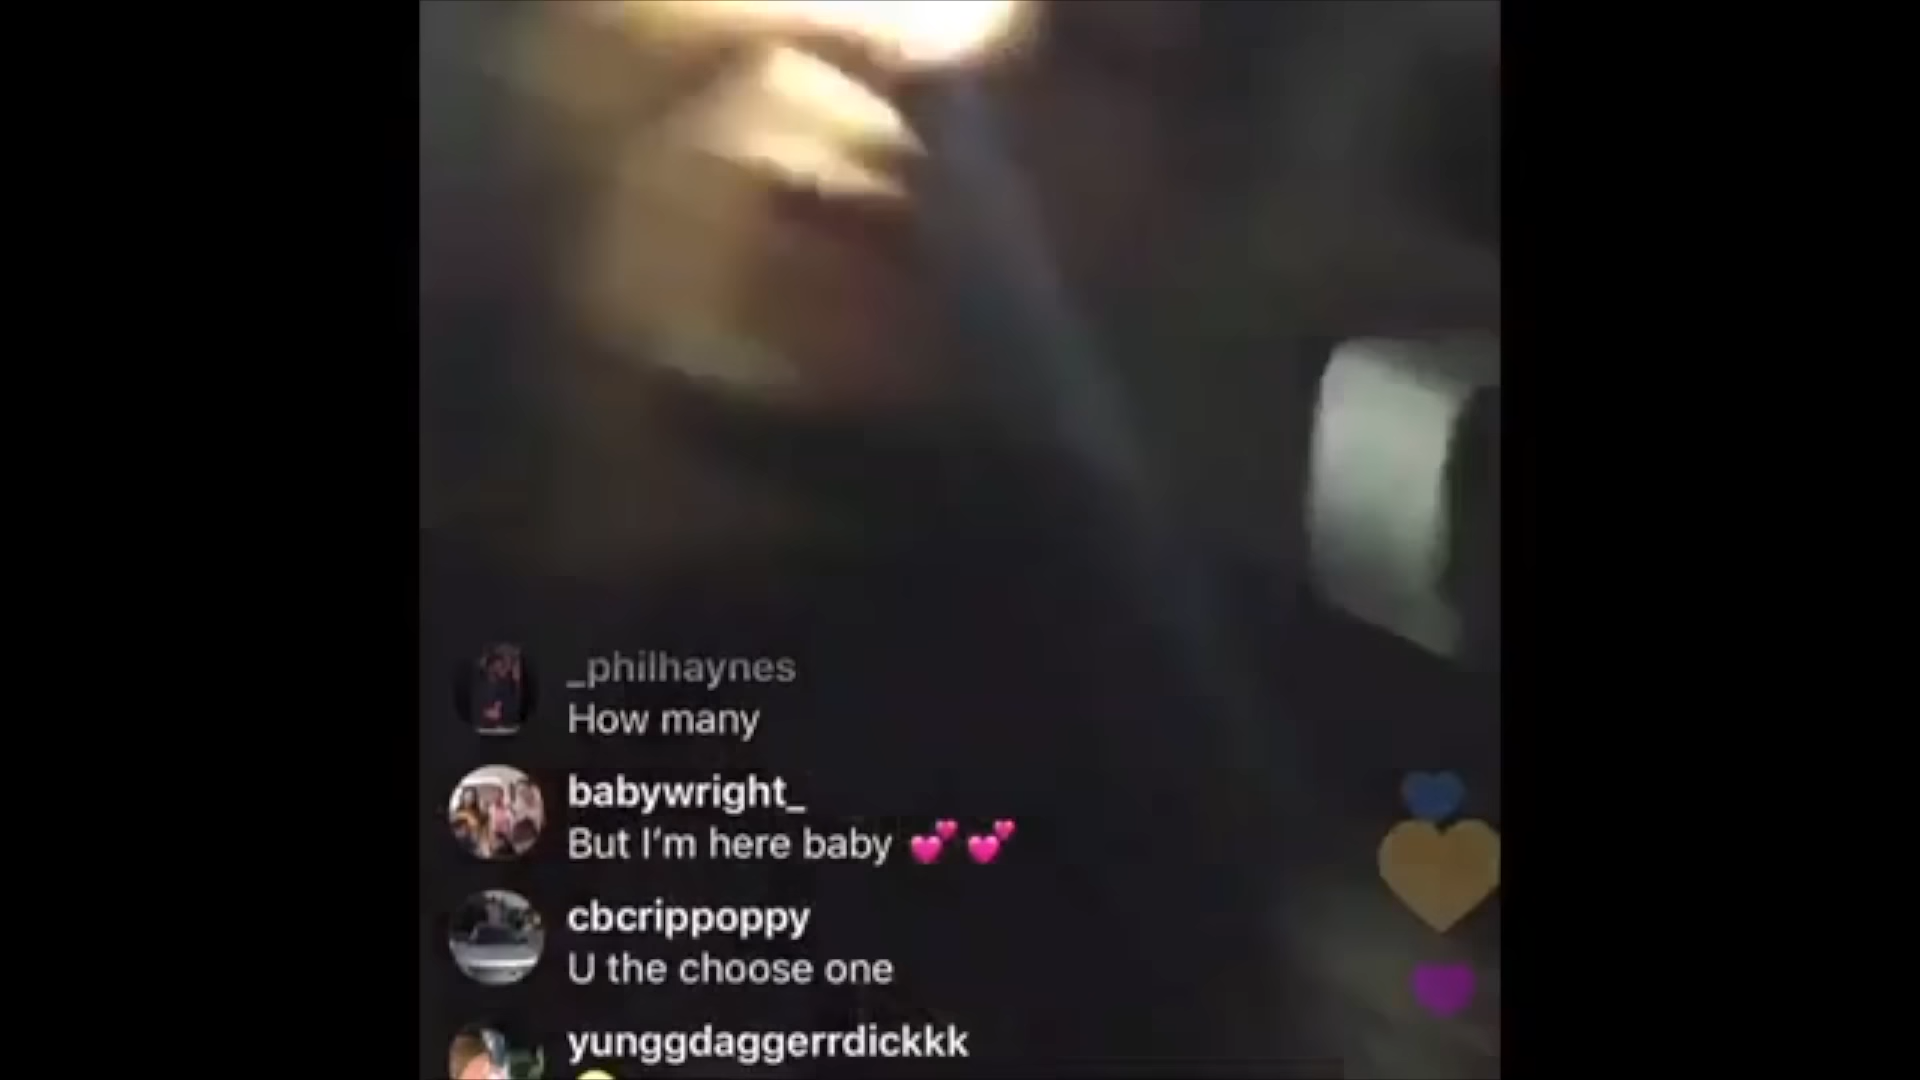 _philhaynes
How many
babywright_
But I'm here baby 💕 💕
cbcrippoppy
U the choose one
yunggdaggerrdickkk